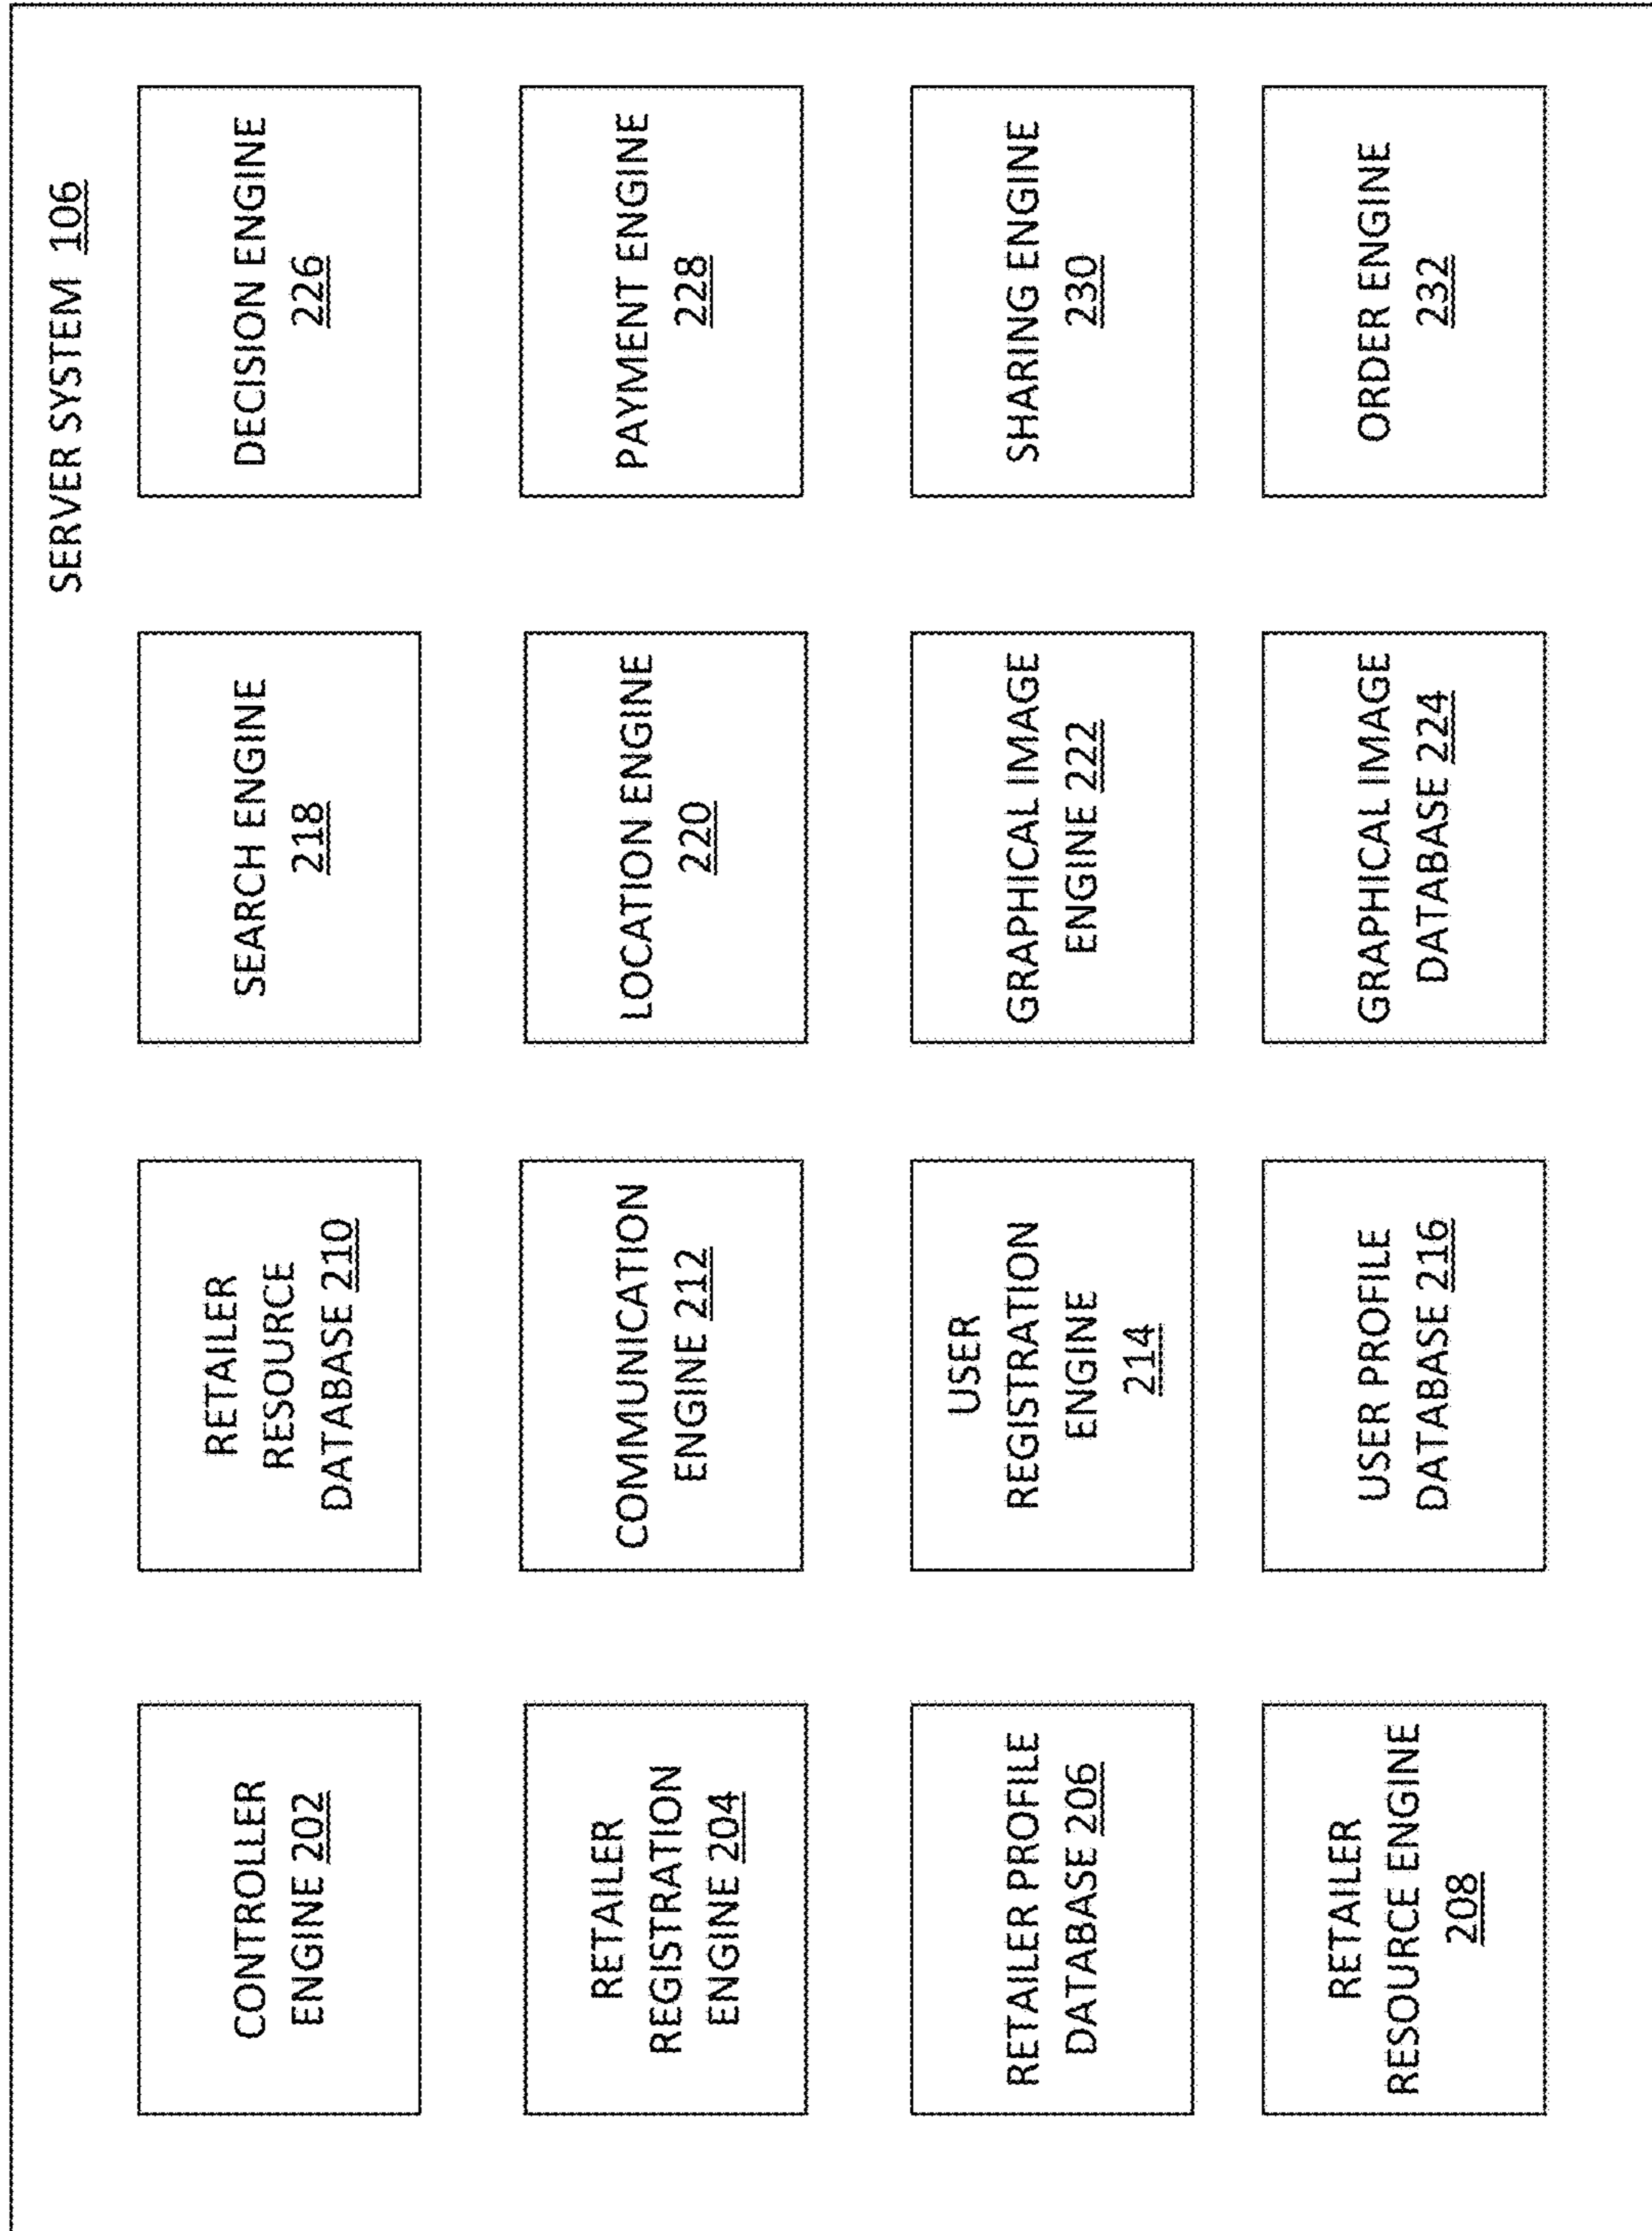 SERVER SYSTEM 106
CONTROLLER
ENGINE 202
RETAILER
REGISTRATION
ENGINE 204
RETAILER PROFILE
DATABASE 206
RETAILER
RESOURCE ENGINE
208
RETAILER
RESOURCE
DATABASE 210
COMMUNICATION
ENGINE 212
USER
REGISTRATION
ENGINE
214
USER PROFILE
DATABASE 216
SEARCH ENGINE
218
LOCATION ENGINE
220
GRAPHICAL IMAGE
ENGINE 222
GRAPHICAL IMAGE
DATABASE 224
DECISION ENGINE
226
PAYMENT ENGINE
228
SHARING ENGINE
230
ORDER ENGINE
232